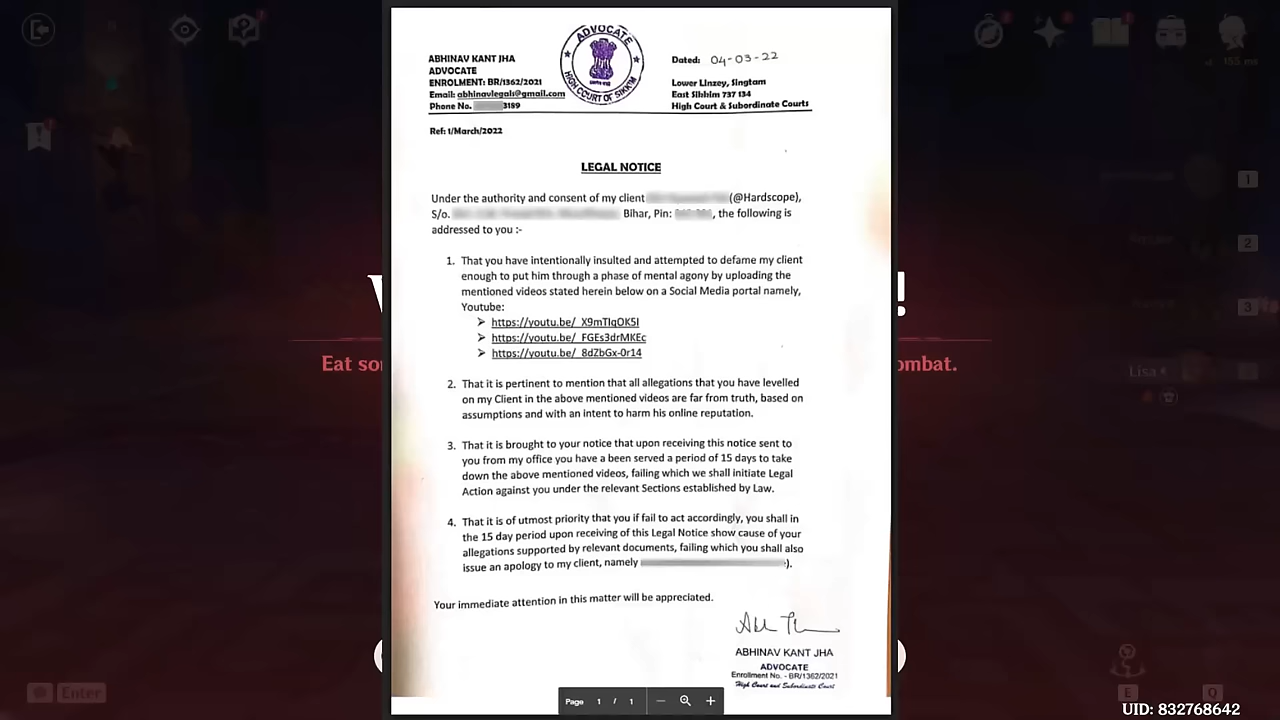 ABHINAV KANT JHA
ADVOCATE
ENROLMENT: BR/1362/2021
Email: abhinavlegal1@gmail.com
Phone No. 3189
ADVOCATE
HIGH COURT OF SIKKIM
Dated: 04-03-22
Lower Linzey, Singtam
East Sikkim 737 134
High Court & Subordinate Courts
Ref: 1/March/2022
LEGAL NOTICE
Under the authority and consent of my client (@Hardscope),
S/o. Bihar, Pin: , the following is
addressed to you :-
1. That you have intentionally insulted and attempted to defame my client
enough to put him through a phase of mental agony by uploading the
mentioned videos stated herein below on a Social Media portal namely,
Youtube:
➢ https://youtu.be/_X9mTIqOK5I
➢ https://youtu.be/_FGEs3drMKEc
➢ https://youtu.be/_8dZbGx-0r14
2. That it is pertinent to mention that all allegations that you have levelled
on my Client in the above mentioned videos are far from truth, based on
assumptions and with an intent to harm his online reputation.
3. That it is brought to your notice that upon receiving this notice sent to
you from my office you have a been served a period of 15 days to take
down the above mentioned videos, failing which we shall initiate Legal
Action against you under the relevant Sections established by Law.
4. That it is of utmost priority that you if fail to act accordingly, you shall in
the 15 day period upon receiving of this Legal Notice show cause of your
allegations supported by relevant documents, failing which you shall also
issue an apology to my client, namely ).
Your immediate attention in this matter will be appreciated.
ABHINAV KANT JHA
ADVOCATE
Enrollment No. - BR/1362/2021
High Court and Subordinate Court
Page 1 / 1
Eat so
ombat.
Lisa
1
2
3
155 ms
Enter
E
Q
UID: 832768642